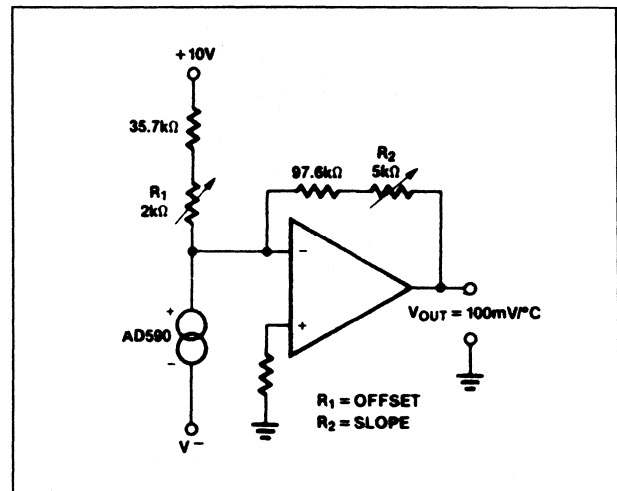 +10V
35.7kΩ
R₁
2kΩ
97.6kΩ
R₂
5kΩ
−
+
+
AD590
−
V−
VOUT = 100mV/°C
R₁ = OFFSET
R₂ = SLOPE